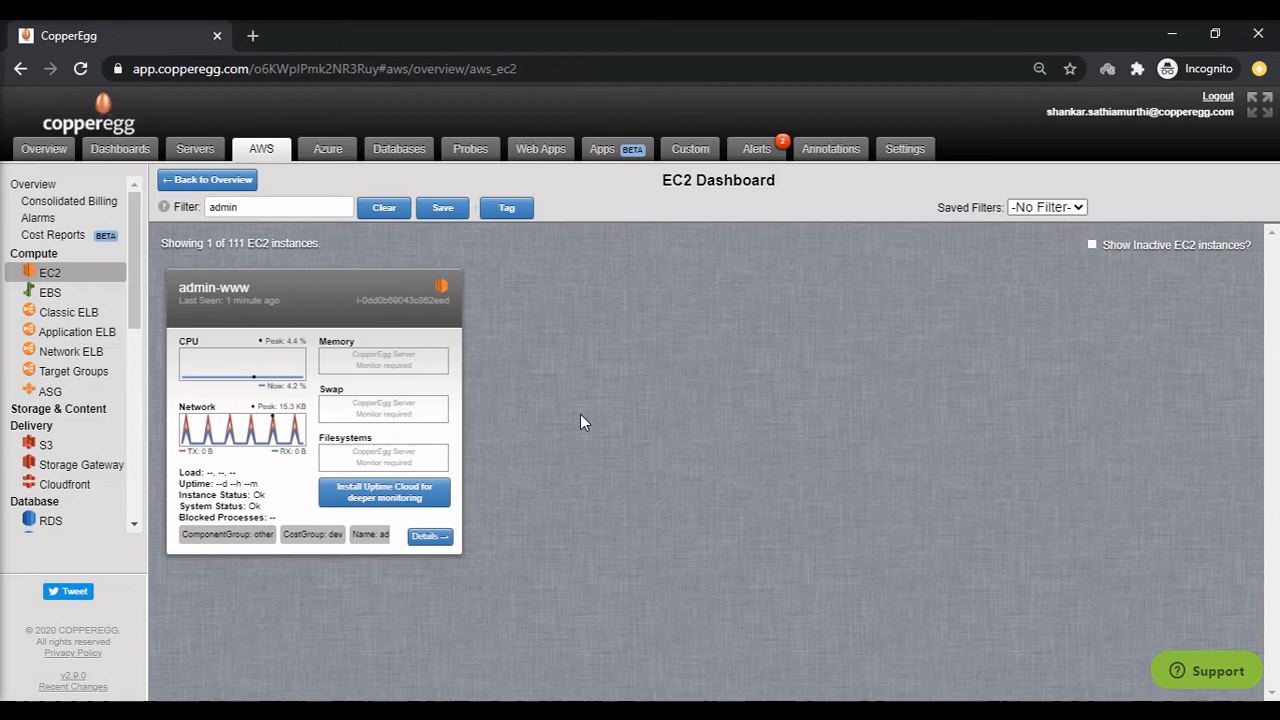 CopperEgg
app.copperegg.com/o6KWpIPmk2NR3Ruy#aws/overview/aws_ec2
Incognito
copperegg
Logout
shankar.sathiamurthi@copperegg.com
Overview
Dashboards
Servers
AWS
Azure
Databases
Probes
Web Apps
Apps BETA
Custom
Alerts 2
Annotations
Settings
Overview
Consolidated Billing
Alarms
Cost Reports BETA
Compute
EC2
EBS
Classic ELB
Application ELB
Network ELB
Target Groups
ASG
Storage & Content
Delivery
S3
Storage Gateway
Cloudfront
Database
RDS
Tweet
© 2020 COPPEREGG.
All rights reserved
Privacy Policy
v2.9.0
Recent Changes
← Back to Overview
EC2 Dashboard
Filter: admin
Clear
Save
Tag
Saved Filters: -No Filter-
Showing 1 of 111 EC2 instances.
Show Inactive EC2 instances?
admin-www
Last Seen: 1 minute ago
i-0dd0b69043c862eed
CPU
• Peak: 4.4 %
Now: 4.2 %
Network
• Peak: 15.3 KB
TX: 0 B
RX: 0 B
Load: --, --, --
Uptime: --d --h --m
Instance Status: Ok
System Status: Ok
Blocked Processes: --
Memory
CopperEgg Server
Monitor required
Swap
CopperEgg Server
Monitor required
Filesystems
CopperEgg Server
Monitor required
Install Uptime Cloud for
deeper monitoring
ComponentGroup: other
CostGroup: dev
Name: ad
Details →
Support